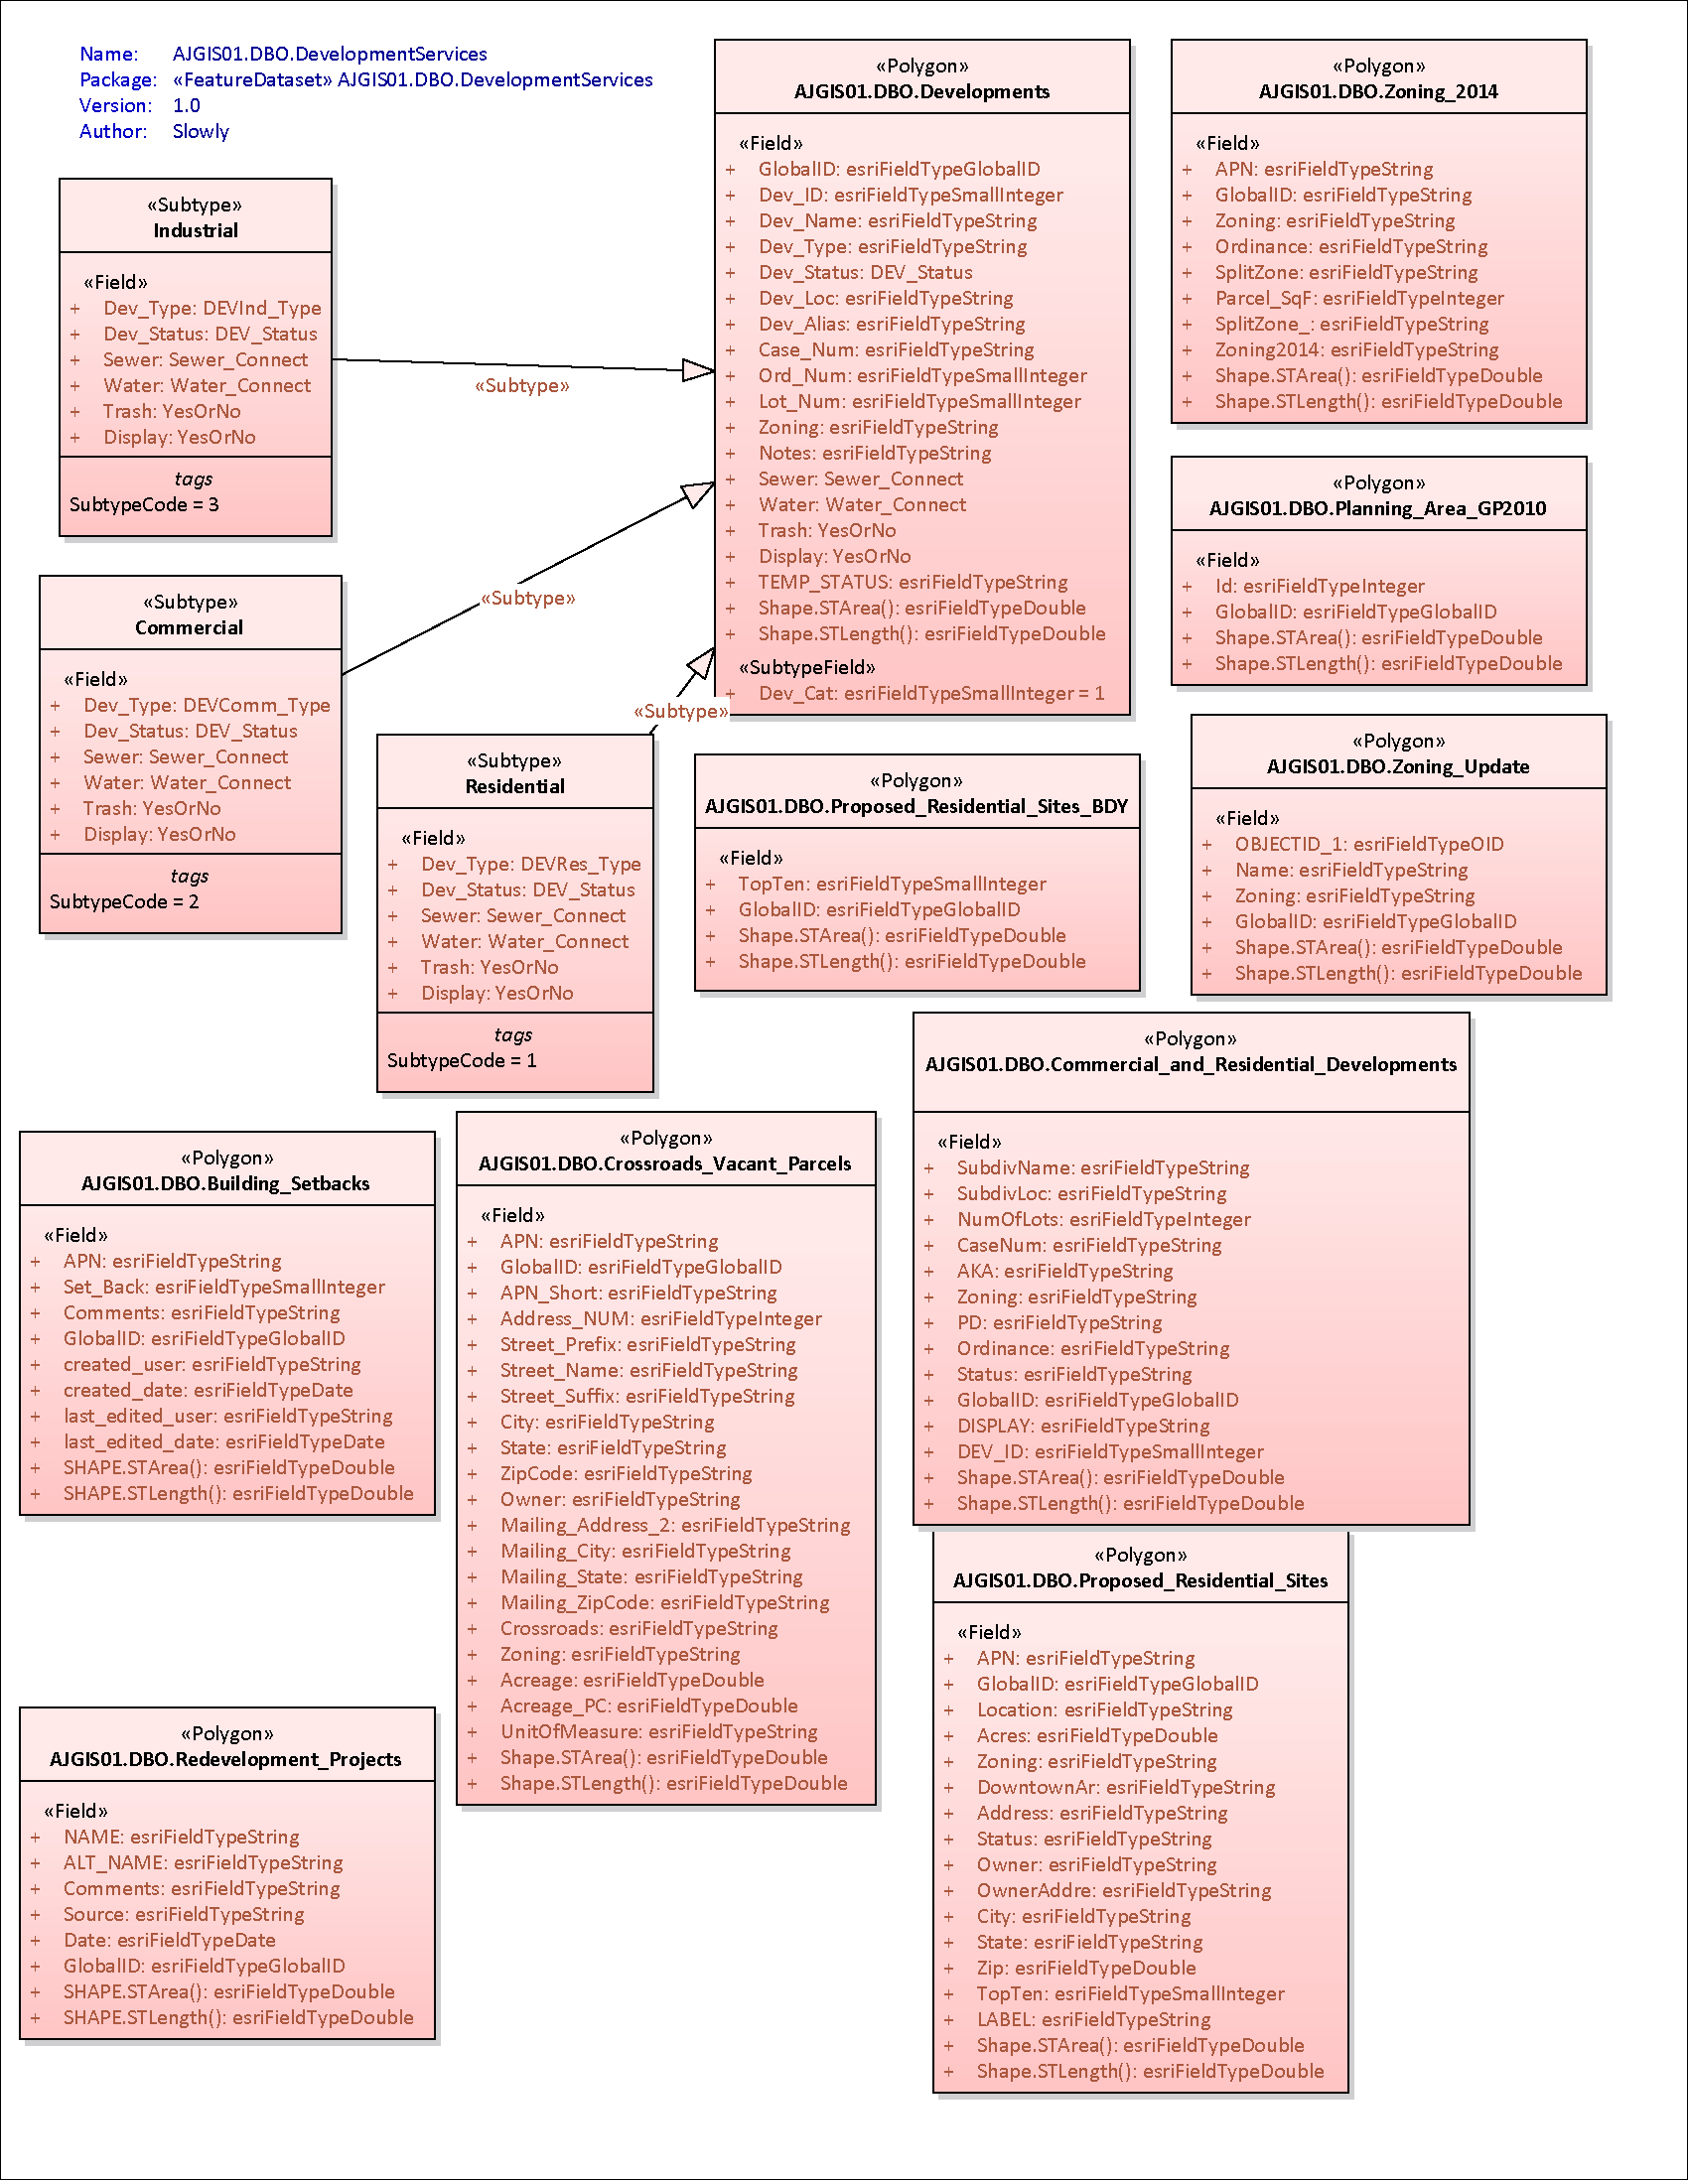 Name: AJGIS01.DBO.DevelopmentServices
Package: «FeatureDataset» AJGIS01.DBO.DevelopmentServices
Version: 1.0
Author: Slowly
«Polygon»
AJGIS01.DBO.Developments
«Field»
+ GlobalID: esriFieldTypeGlobalID
+ Dev_ID: esriFieldTypeSmallInteger
+ Dev_Name: esriFieldTypeString
+ Dev_Type: esriFieldTypeString
+ Dev_Status: DEV_Status
+ Dev_Loc: esriFieldTypeString
+ Dev_Alias: esriFieldTypeString
+ Case_Num: esriFieldTypeString
+ Ord_Num: esriFieldTypeSmallInteger
+ Lot_Num: esriFieldTypeSmallInteger
+ Zoning: esriFieldTypeString
+ Notes: esriFieldTypeString
+ Sewer: Sewer_Connect
+ Water: Water_Connect
+ Trash: YesOrNo
+ Display: YesOrNo
+ TEMP_STATUS: esriFieldTypeString
+ Shape.STArea(): esriFieldTypeDouble
+ Shape.STLength(): esriFieldTypeDouble
«SubtypeField»
+ Dev_Cat: esriFieldTypeSmallInteger = 1
«Polygon»
AJGIS01.DBO.Zoning_2014
«Field»
+ APN: esriFieldTypeString
+ GlobalID: esriFieldTypeString
+ Zoning: esriFieldTypeString
+ Ordinance: esriFieldTypeString
+ SplitZone: esriFieldTypeString
+ Parcel_SqF: esriFieldTypeInteger
+ SplitZone_: esriFieldTypeString
+ Zoning2014: esriFieldTypeString
+ Shape.STArea(): esriFieldTypeDouble
+ Shape.STLength(): esriFieldTypeDouble
«Subtype»
Industrial
«Field»
+ Dev_Type: DEVInd_Type
+ Dev_Status: DEV_Status
+ Sewer: Sewer_Connect
+ Water: Water_Connect
+ Trash: YesOrNo
+ Display: YesOrNo
tags
SubtypeCode = 3
«Subtype»
«Polygon»
AJGIS01.DBO.Planning_Area_GP2010
«Field»
+ Id: esriFieldTypeInteger
+ GlobalID: esriFieldTypeGlobalID
+ Shape.STArea(): esriFieldTypeDouble
+ Shape.STLength(): esriFieldTypeDouble
«Subtype»
Commercial
«Field»
+ Dev_Type: DEVComm_Type
+ Dev_Status: DEV_Status
+ Sewer: Sewer_Connect
+ Water: Water_Connect
+ Trash: YesOrNo
+ Display: YesOrNo
tags
SubtypeCode = 2
«Subtype»
«Subtype»
«Subtype»
Residential
«Field»
+ Dev_Type: DEVRes_Type
+ Dev_Status: DEV_Status
+ Sewer: Sewer_Connect
+ Water: Water_Connect
+ Trash: YesOrNo
+ Display: YesOrNo
tags
SubtypeCode = 1
«Polygon»
AJGIS01.DBO.Proposed_Residential_Sites_BDY
«Field»
+ TopTen: esriFieldTypeSmallInteger
+ GlobalID: esriFieldTypeGlobalID
+ Shape.STArea(): esriFieldTypeDouble
+ Shape.STLength(): esriFieldTypeDouble
«Polygon»
AJGIS01.DBO.Zoning_Update
«Field»
+ OBJECTID_1: esriFieldTypeOID
+ Name: esriFieldTypeString
+ Zoning: esriFieldTypeString
+ GlobalID: esriFieldTypeGlobalID
+ Shape.STArea(): esriFieldTypeDouble
+ Shape.STLength(): esriFieldTypeDouble
«Polygon»
AJGIS01.DBO.Building_Setbacks
«Field»
+ APN: esriFieldTypeString
+ Set_Back: esriFieldTypeSmallInteger
+ Comments: esriFieldTypeString
+ GlobalID: esriFieldTypeGlobalID
+ created_user: esriFieldTypeString
+ created_date: esriFieldTypeDate
+ last_edited_user: esriFieldTypeString
+ last_edited_date: esriFieldTypeDate
+ SHAPE.STArea(): esriFieldTypeDouble
+ SHAPE.STLength(): esriFieldTypeDouble
«Polygon»
AJGIS01.DBO.Crossroads_Vacant_Parcels
«Field»
+ APN: esriFieldTypeString
+ GlobalID: esriFieldTypeGlobalID
+ APN_Short: esriFieldTypeString
+ Address_NUM: esriFieldTypeInteger
+ Street_Prefix: esriFieldTypeString
+ Street_Name: esriFieldTypeString
+ Street_Suffix: esriFieldTypeString
+ City: esriFieldTypeString
+ State: esriFieldTypeString
+ ZipCode: esriFieldTypeString
+ Owner: esriFieldTypeString
+ Mailing_Address_2: esriFieldTypeString
+ Mailing_City: esriFieldTypeString
+ Mailing_State: esriFieldTypeString
+ Mailing_ZipCode: esriFieldTypeString
+ Crossroads: esriFieldTypeString
+ Zoning: esriFieldTypeString
+ Acreage: esriFieldTypeDouble
+ Acreage_PC: esriFieldTypeDouble
+ UnitOfMeasure: esriFieldTypeString
+ Shape.STArea(): esriFieldTypeDouble
+ Shape.STLength(): esriFieldTypeDouble
«Polygon»
AJGIS01.DBO.Commercial_and_Residential_Developments
«Field»
+ SubdivName: esriFieldTypeString
+ SubdivLoc: esriFieldTypeString
+ NumOfLots: esriFieldTypeInteger
+ CaseNum: esriFieldTypeString
+ AKA: esriFieldTypeString
+ Zoning: esriFieldTypeString
+ PD: esriFieldTypeString
+ Ordinance: esriFieldTypeString
+ Status: esriFieldTypeString
+ GlobalID: esriFieldTypeGlobalID
+ DISPLAY: esriFieldTypeString
+ DEV_ID: esriFieldTypeSmallInteger
+ Shape.STArea(): esriFieldTypeDouble
+ Shape.STLength(): esriFieldTypeDouble
«Polygon»
AJGIS01.DBO.Redevelopment_Projects
«Field»
+ NAME: esriFieldTypeString
+ ALT_NAME: esriFieldTypeString
+ Comments: esriFieldTypeString
+ Source: esriFieldTypeString
+ Date: esriFieldTypeDate
+ GlobalID: esriFieldTypeGlobalID
+ SHAPE.STArea(): esriFieldTypeDouble
+ SHAPE.STLength(): esriFieldTypeDouble
«Polygon»
AJGIS01.DBO.Proposed_Residential_Sites
«Field»
+ APN: esriFieldTypeString
+ GlobalID: esriFieldTypeGlobalID
+ Location: esriFieldTypeString
+ Acres: esriFieldTypeDouble
+ Zoning: esriFieldTypeString
+ DowntownAr: esriFieldTypeString
+ Address: esriFieldTypeString
+ Status: esriFieldTypeString
+ Owner: esriFieldTypeString
+ OwnerAddre: esriFieldTypeString
+ City: esriFieldTypeString
+ State: esriFieldTypeString
+ Zip: esriFieldTypeDouble
+ TopTen: esriFieldTypeSmallInteger
+ LABEL: esriFieldTypeString
+ Shape.STArea(): esriFieldTypeDouble
+ Shape.STLength(): esriFieldTypeDouble